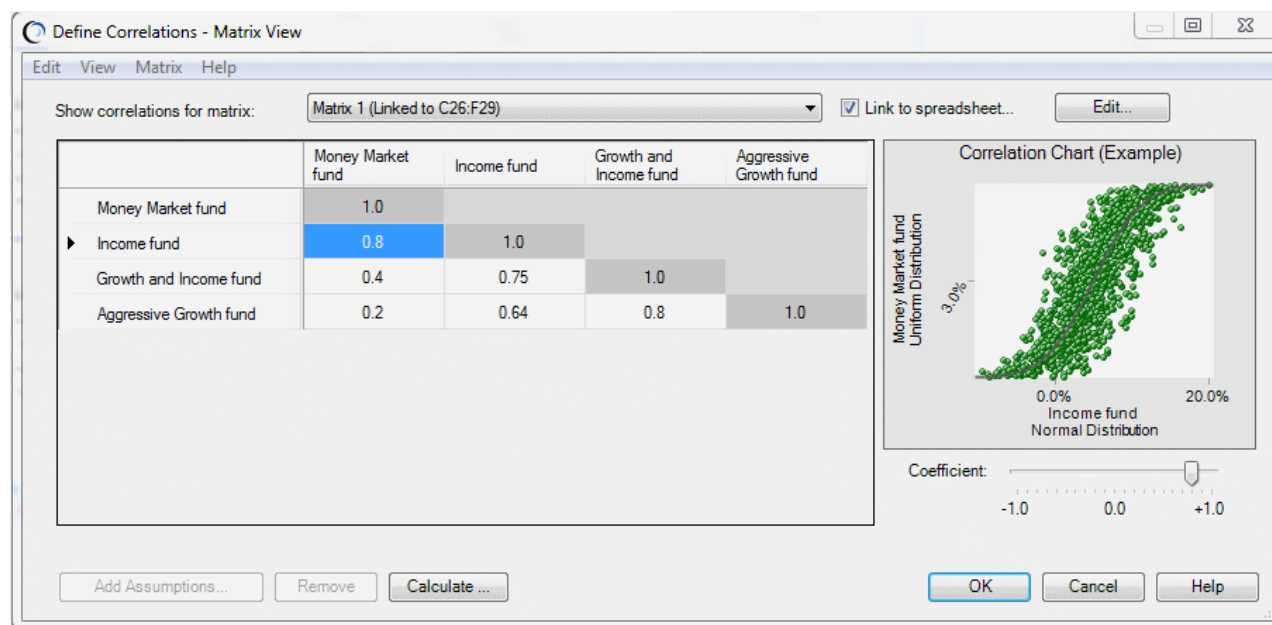 Define Correlations - Matrix View
Edit View Matrix Help
Show correlations for matrix: Matrix 1 (Linked to C26:F29) Link to spreadsheet... Edit...
Money Market fund Income fund Growth and Income fund Aggressive Growth fund
Money Market fund 1.0
Income fund 0.8 1.0
Growth and Income fund 0.4 0.75 1.0
Aggressive Growth fund 0.2 0.64 0.8 1.0
Correlation Chart (Example)
Money Market fund
Uniform Distribution
3.0%
0.0% 20.0%
Income fund
Normal Distribution
Coefficient:
-1.0 0.0 +1.0
Add Assumptions... Remove Calculate ... OK Cancel Help